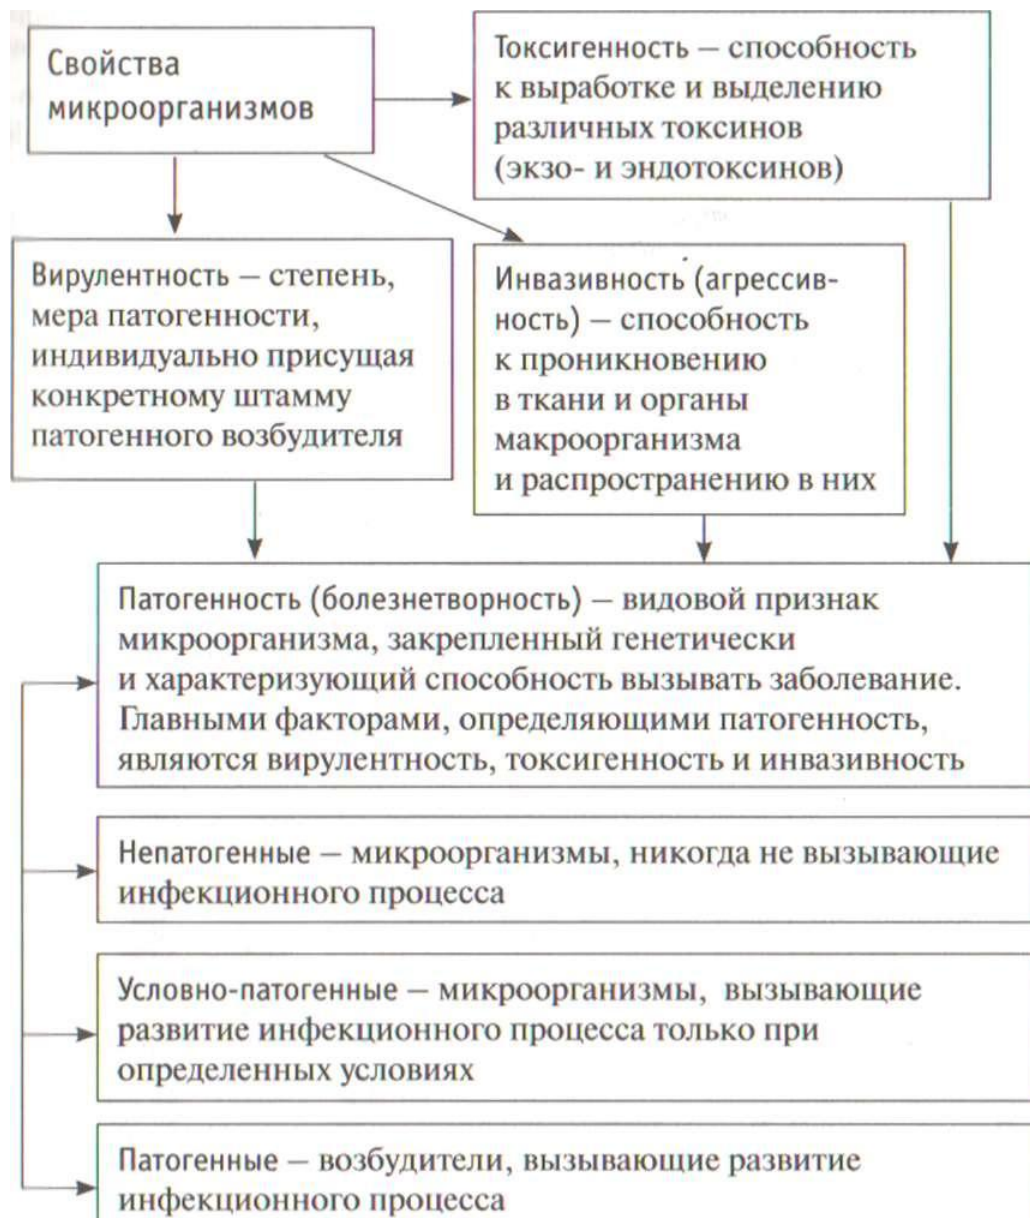 Свойства
микроорганизмов
Токсигенность – способность
к выработке и выделению
различных токсинов
(экзо- и эндотоксинов)
Вирулентность – степень,
мера патогенности,
индивидуально присущая
конкретному штамму
патогенного возбудителя
Инвазивность (агрессив-
ность) – способность
к проникновению
в ткани и органы
макроорганизма
и распространению в них
Патогенность (болезнетворность) – видовой признак
микроорганизма, закрепленный генетически
и характеризующий способность вызывать заболевание.
Главными факторами, определяющими патогенность,
являются вирулентность, токсигенность и инвазивность
Непатогенные – микроорганизмы, никогда не вызывающие
инфекционного процесса
Условно-патогенные – микроорганизмы, вызывающие
развитие инфекционного процесса только при
определенных условиях
Патогенные – возбудители, вызывающие развитие
инфекционного процесса